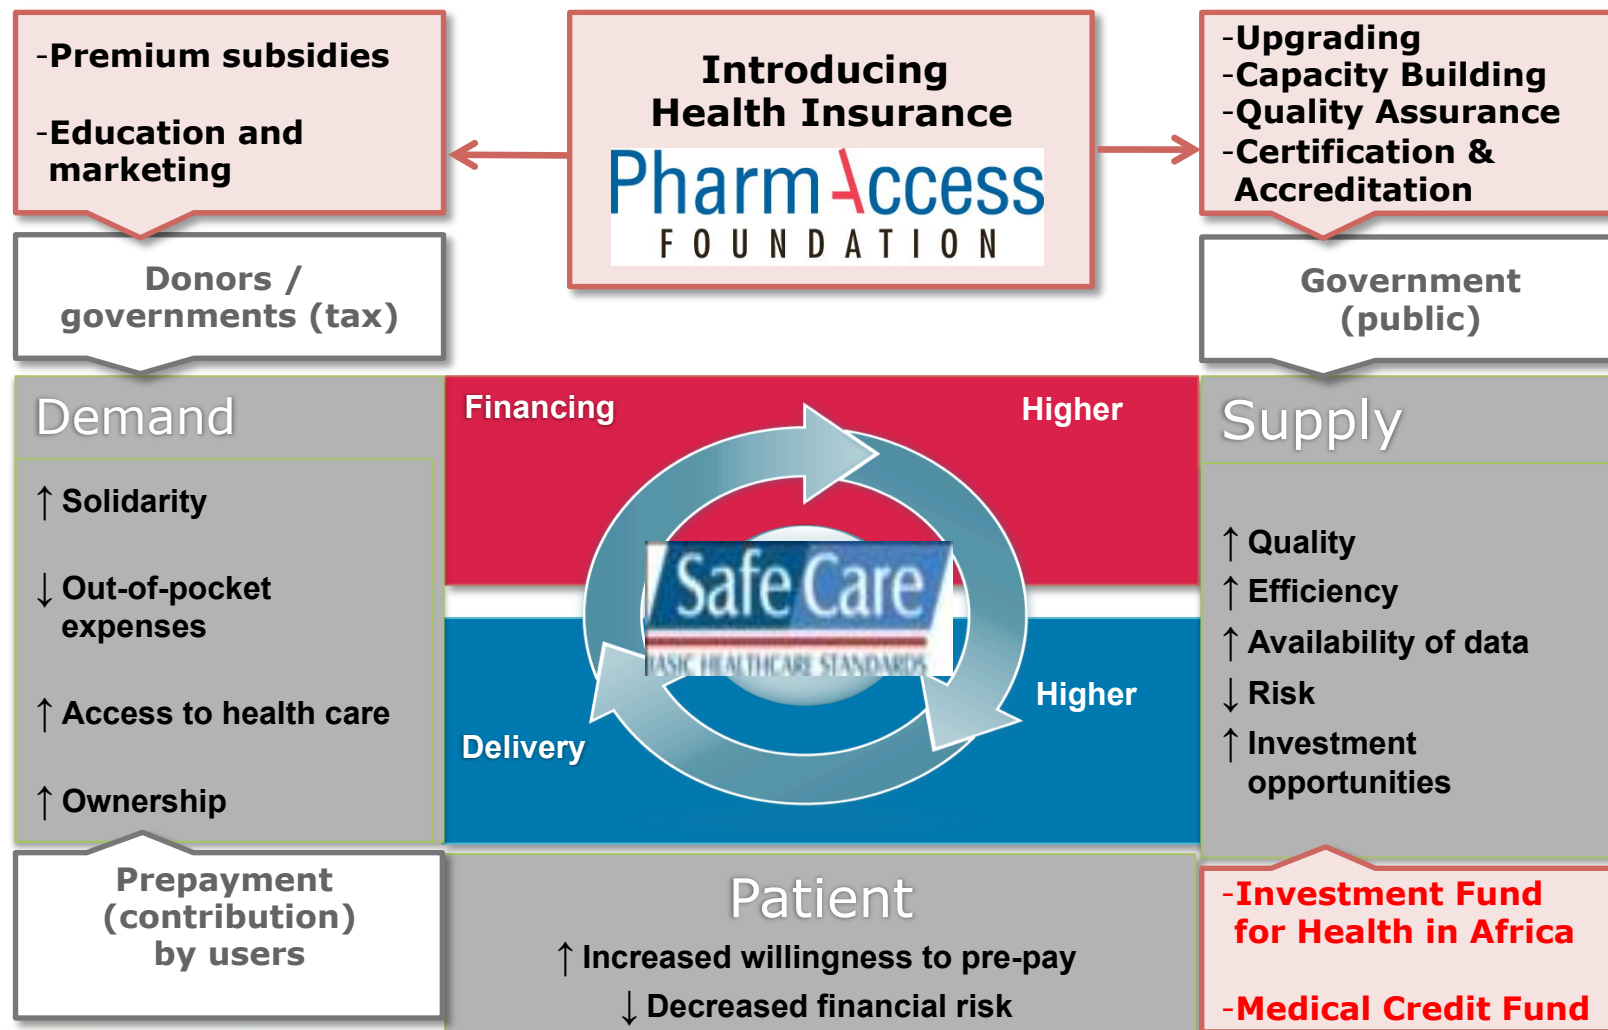 -Premium subsidies
-Education and
marketing
Introducing
Health Insurance
PharmAccess
FOUNDATION
-Upgrading
-Capacity Building
-Quality Assurance
-Certification &
Accreditation
Donors /
governments (tax)
Government
(public)
Demand
↑ Solidarity
↓ Out-of-pocket
expenses
↑ Access to health care
↑ Ownership
Financing
Higher
Safe Care
BASIC HEALTHCARE STANDARDS
Higher
Delivery
Supply
↑ Quality
↑ Efficiency
↑ Availability of data
↓ Risk
↑ Investment
opportunities
Prepayment
(contribution)
by users
Patient
↑ Increased willingness to pre-pay
↓ Decreased financial risk
-Investment Fund
for Health in Africa
-Medical Credit Fund